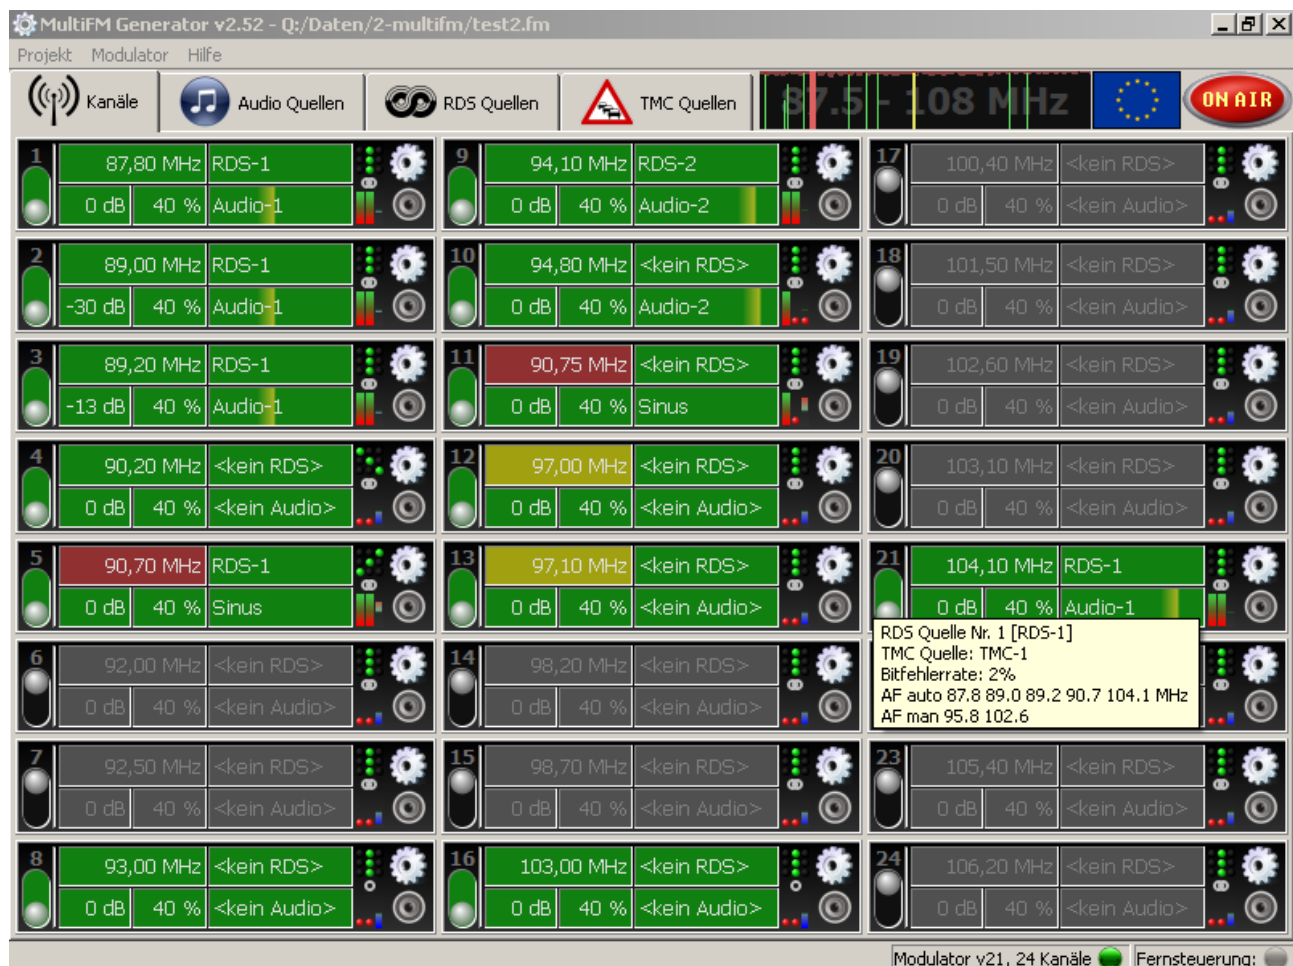 MultiFM Generator v2.52 - Q:/Daten/2-multifm/test2.fm
Projekt Modulator Hilfe
Kanäle Audio Quellen RDS Quellen TMC Quellen 87.5 - 108 MHz ON AIR
1 87,80 MHz RDS-1
0 dB 40 % Audio-1
9 94,10 MHz RDS-2
0 dB 40 % Audio-2
17 100,40 MHz <kein RDS>
0 dB 40 % <kein Audio>
2 89,00 MHz RDS-1
-30 dB 40 % Audio-1
10 94,80 MHz <kein RDS>
0 dB 40 % Audio-2
18 101,50 MHz <kein RDS>
0 dB 40 % <kein Audio>
3 89,20 MHz RDS-1
-13 dB 40 % Audio-1
11 90,75 MHz <kein RDS>
0 dB 40 % Sinus
19 102,60 MHz <kein RDS>
0 dB 40 % <kein Audio>
4 90,20 MHz <kein RDS>
0 dB 40 % <kein Audio>
12 97,00 MHz <kein RDS>
0 dB 40 % <kein Audio>
20 103,10 MHz <kein RDS>
0 dB 40 % <kein Audio>
5 90,70 MHz RDS-1
0 dB 40 % Sinus
13 97,10 MHz <kein RDS>
0 dB 40 % <kein Audio>
21 104,10 MHz RDS-1
0 dB 40 % Audio-1
RDS Quelle Nr. 1 [RDS-1]
TMC Quelle: TMC-1
Bitfehlerrate: 2%
AF auto 87.8 89.0 89.2 90.7 104.1 MHz
AF man 95.8 102.6
6 92,00 MHz <kein RDS>
0 dB 40 % <kein Audio>
14 98,20 MHz <kein RDS>
0 dB 40 % <kein Audio>
7 92,50 MHz <kein RDS>
0 dB 40 % <kein Audio>
15 98,70 MHz <kein RDS>
0 dB 40 % <kein Audio>
23 105,40 MHz <kein RDS>
0 dB 40 % <kein Audio>
8 93,00 MHz <kein RDS>
0 dB 40 % <kein Audio>
16 103,00 MHz <kein RDS>
0 dB 40 % <kein Audio>
24 106,20 MHz <kein RDS>
0 dB 40 % <kein Audio>
Modulator v21, 24 Kanäle Fernsteuerung: